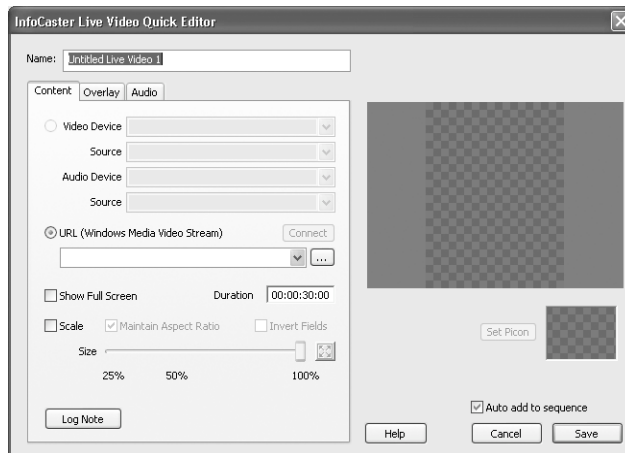 InfoCaster Live Video Quick Editor
Name: Untitled Live Video 1
Content Overlay Audio
Video Device
Source
Audio Device
Source
URL (Windows Media Video Stream) Connect
...
Show Full Screen Duration 00:00:30:00
Scale Maintain Aspect Ratio Invert Fields
Size
25% 50% 100%
Log Note
Set Picon
Auto add to sequence
Help Cancel Save